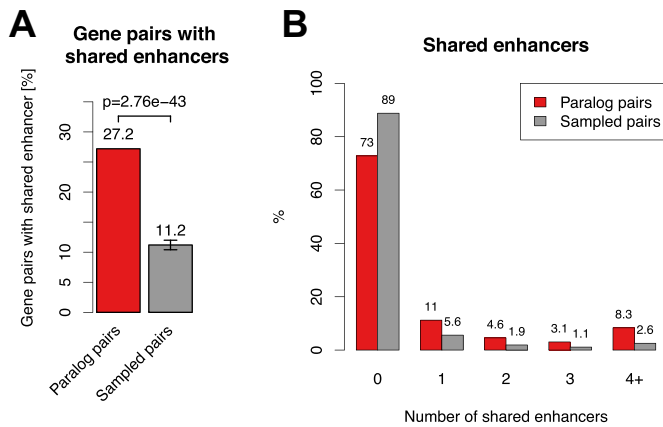 A
Gene pairs with
shared enhancers
Gene pairs with shared enhancer [%]
p=2.76e−43
27.2
11.2
30
20
10
5
0
Paralog pairs
Sampled pairs
B
Shared enhancers
Paralog pairs
Sampled pairs
%
100
80
60
40
20
0
73
89
11
5.6
4.6
1.9
3.1
1.1
8.3
2.6
0 1 2 3 4+
Number of shared enhancers